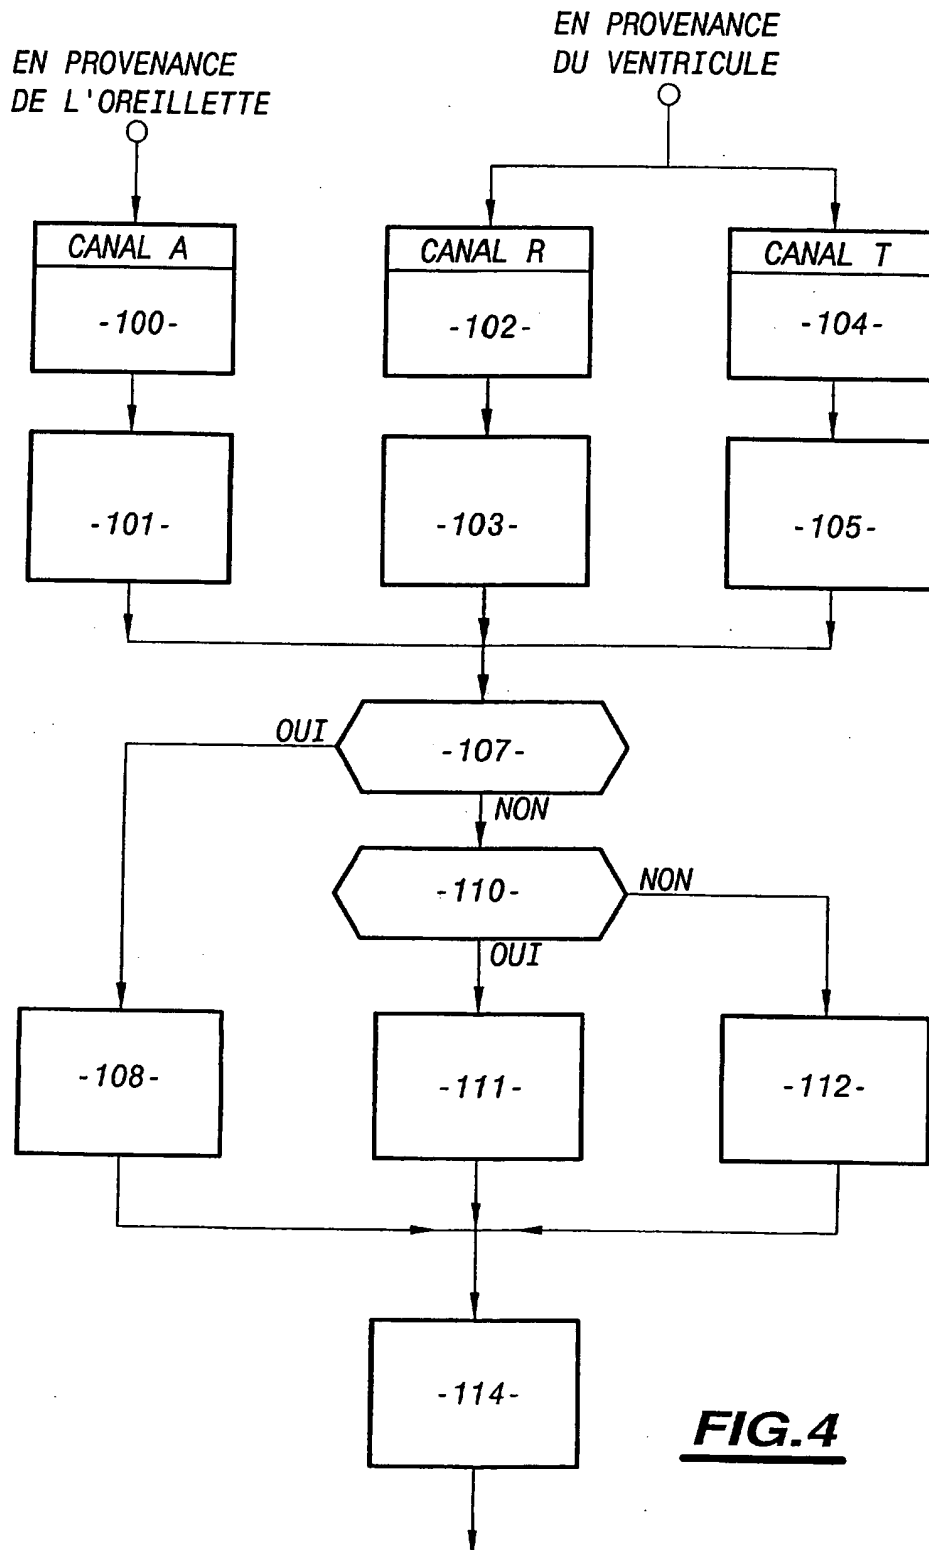 EN PROVENANCE
DE L'OREILLETTE
EN PROVENANCE
DU VENTRICULE
CANAL A
-100-
CANAL R
-102-
CANAL T
-104-
-101-
-103-
-105-
OUI
-107-
NON
-110-
NON
OUI
-108-
-111-
-112-
-114-
FIG.4